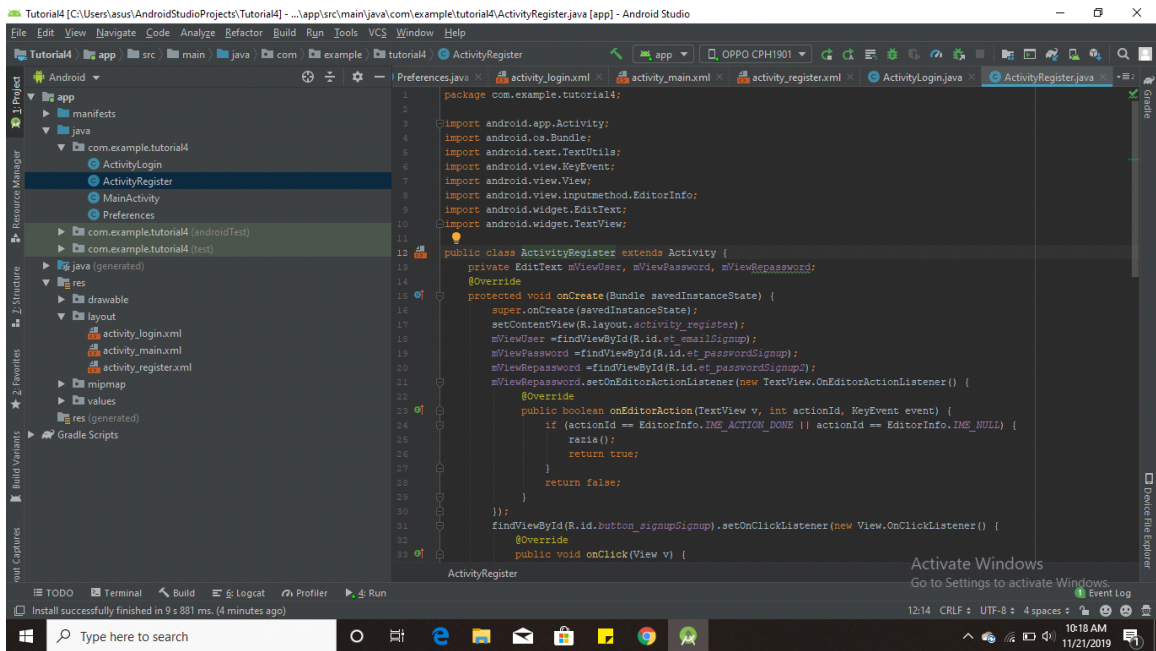 Tutorial4 [C:\Users\asus\AndroidStudioProjects\Tutorial4] - ...\app\src\main\java\com\example\tutorial4\ActivityRegister.java [app] - Android Studio
File Edit View Navigate Code Analyze Refactor Build Run Tools VCS Window Help
Tutorial4 app src main java com example tutorial4 ActivityRegister
app OPPO CPH1901
Android
Preferences.java activity_login.xml activity_main.xml activity_register.xml ActivityLogin.java ActivityRegister.java
1: Project
Resource Manager
Z: Structure
2: Favorites
Build Variants
out Captures
app
manifests
java
com.example.tutorial4
ActivityLogin
ActivityRegister
MainActivity
Preferences
com.example.tutorial4 (androidTest)
com.example.tutorial4 (test)
java (generated)
res
drawable
layout
activity_login.xml
activity_main.xml
activity_register.xml
mipmap
values
res (generated)
Gradle Scripts
1 package com.example.tutorial4;
2
3 import android.app.Activity;
4 import android.os.Bundle;
5 import android.text.TextUtils;
6 import android.view.KeyEvent;
7 import android.view.View;
8 import android.view.inputmethod.EditorInfo;
9 import android.widget.EditText;
10 import android.widget.TextView;
11
12 public class ActivityRegister extends Activity {
13 private EditText mViewUser, mViewPassword, mViewRepassword;
14 @Override
15 protected void onCreate(Bundle savedInstanceState) {
16 super.onCreate(savedInstanceState);
17 setContentView(R.layout.activity_register);
18 mViewUser =findViewById(R.id.et_emailSignup);
19 mViewPassword =findViewById(R.id.et_passvordSignup);
20 mViewRepassword =findViewById(R.id.et_passvordSignup2);
21 mViewRepassword.setOnEditorActionListener(new TextView.OnEditorActionListener() {
22 @Override
23 public boolean onEditorAction(TextView v, int actionId, KeyEvent event) {
24 if (actionId == EditorInfo.IME_ACTION_DONE || actionId == EditorInfo.IME_NULL) {
25 razia();
26 return true;
27 }
28 return false;
29 }
30 });
31 findViewById(R.id.button_signupSignup).setOnClickListener(new View.OnClickListener() {
32 @Override
33 public void onClick(View v) {
ActivityRegister
Gradle
Device File Explorer
Activate Windows
Go to Settings to activate Windows.
TODO Terminal Build 6: Logcat Profiler 4: Run
1 Event Log
Install successfully finished in 9 s 881 ms. (4 minutes ago)
12:14 CRLF UTF-8 4 spaces
Type here to search
10:18 AM
11/21/2019
1